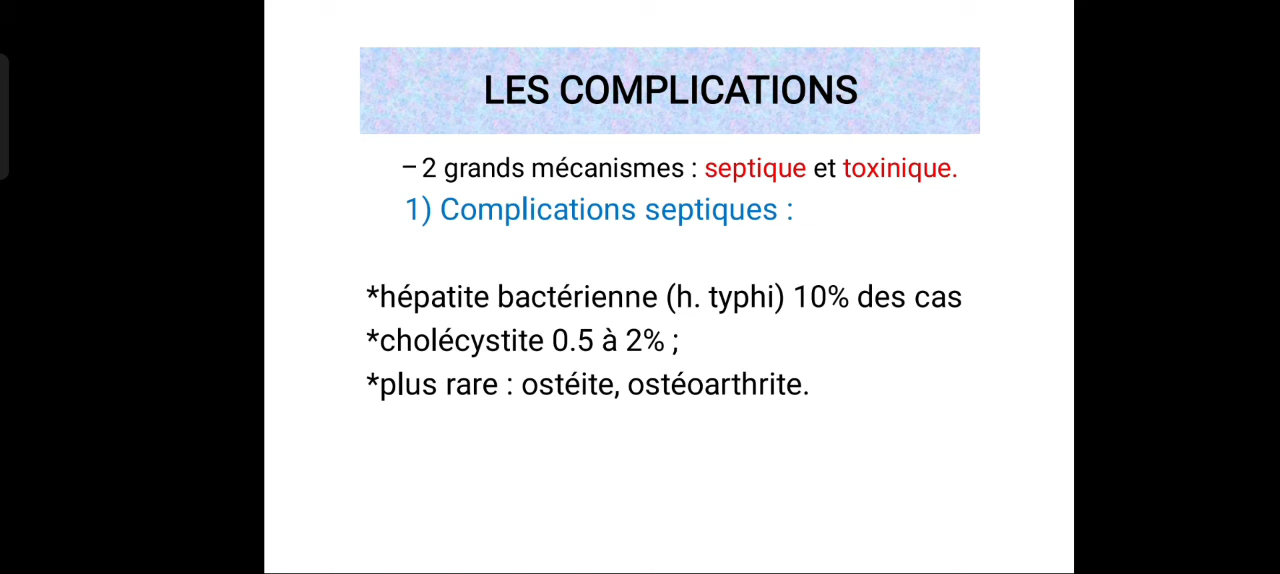 LES COMPLICATIONS
– 2 grands mécanismes : septique et toxinique.
1) Complications septiques :
*hépatite bactérienne (h. typhi) 10% des cas
*cholécystite 0.5 à 2% ;
*plus rare : ostéite, ostéoarthrite.